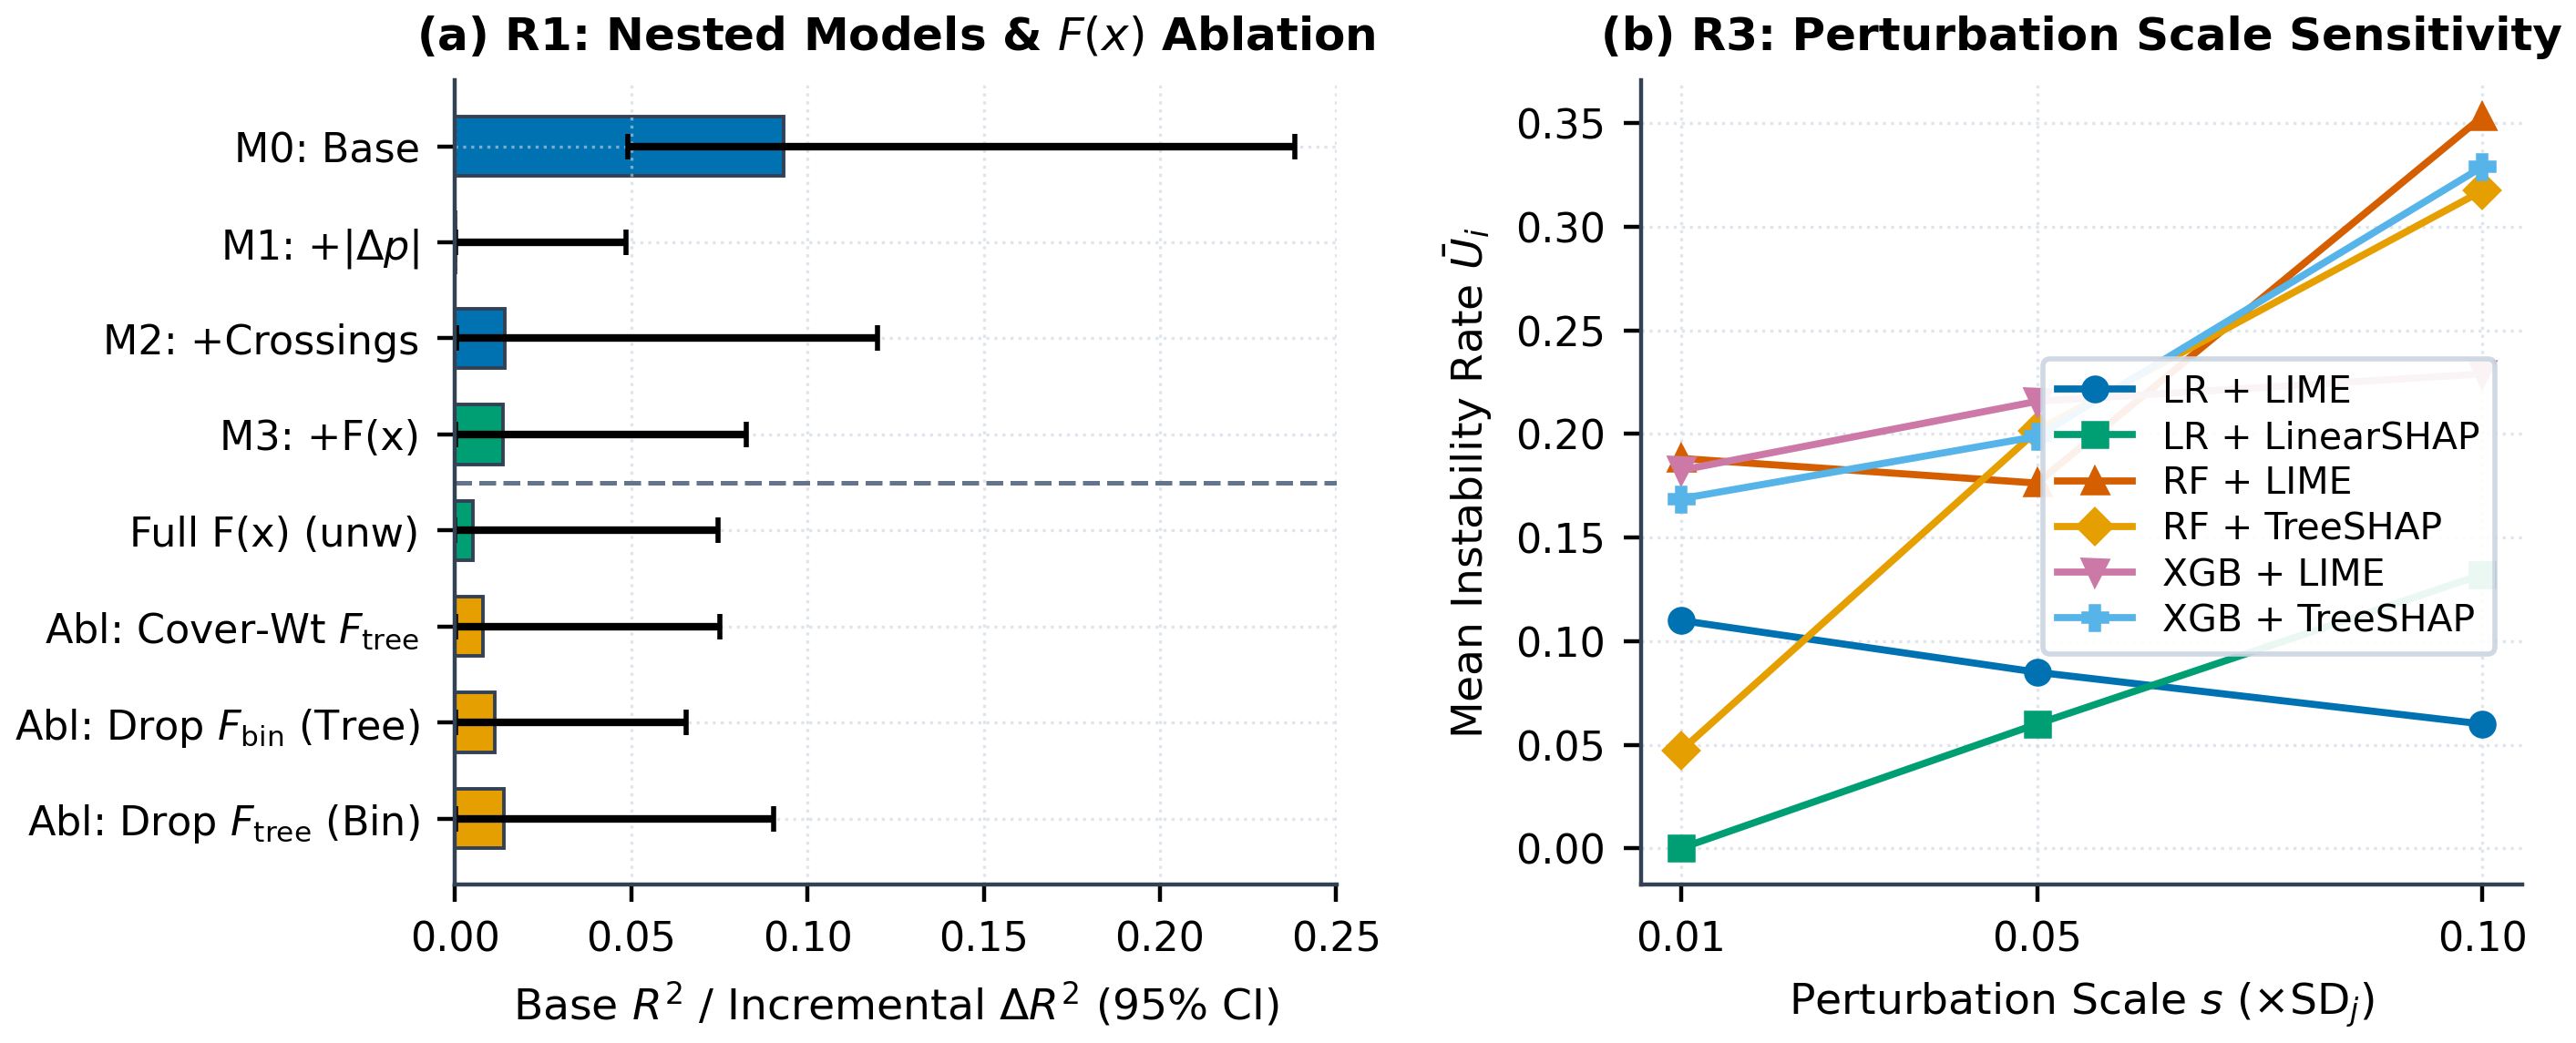 (a) R1: Nested Models & F(x) Ablation
M0: Base
M1: +|Δp|
M2: +Crossings
M3: +F(x)
Full F(x) (unw)
Abl: Cover-Wt F_tree
Abl: Drop F_bin (Tree)
Abl: Drop F_tree (Bin)
0.00 0.05 0.10 0.15 0.20 0.25
Base R² / Incremental ΔR² (95% CI)
(b) R3: Perturbation Scale Sensitivity
Mean Instability Rate Ū_i
0.35
0.30
0.25
0.20
0.15
0.10
0.05
0.00
LR + LIME
LR + LinearSHAP
RF + LIME
RF + TreeSHAP
XGB + LIME
XGB + TreeSHAP
0.01 0.05 0.10
Perturbation Scale s (×SD_j)